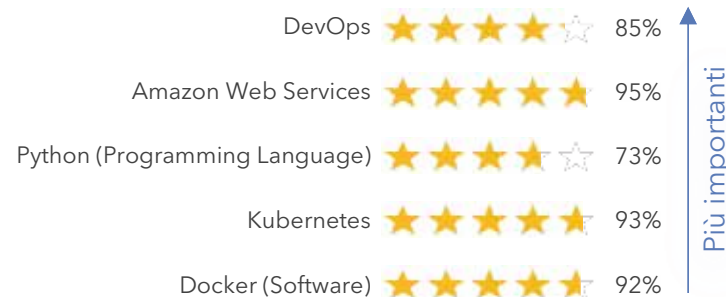 DevOps 85%
Amazon Web Services 95%
Python (Programming Language) 73%
Kubernetes 93%
Docker (Software) 92%
Più importanti